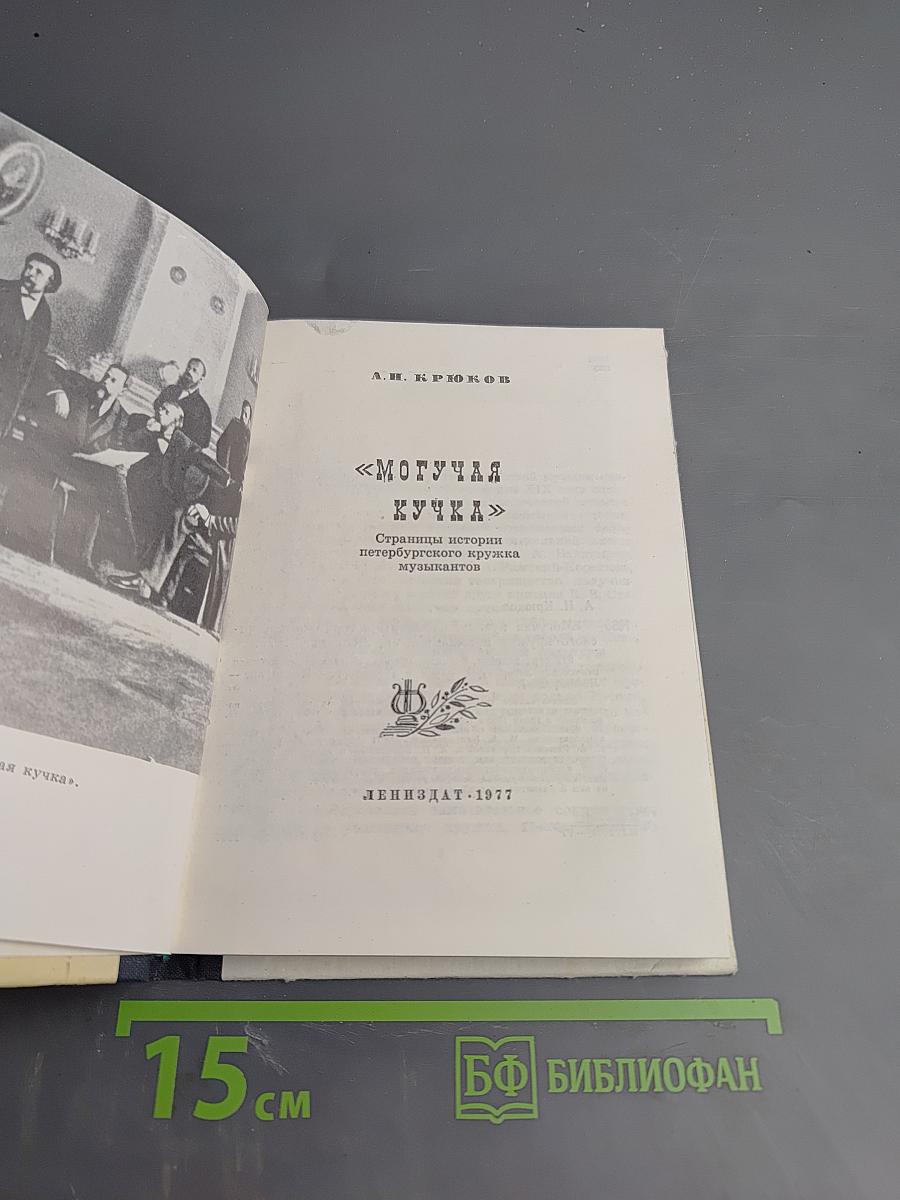 ая кучка».
А.Н. КРЮКОВ
«МОГУЧАЯ
КУЧКА»
Страницы истории
петербургского кружка
музыкантов
ЛЕНИЗДАТ · 1977
15 см
БФ БИБЛИОФАН